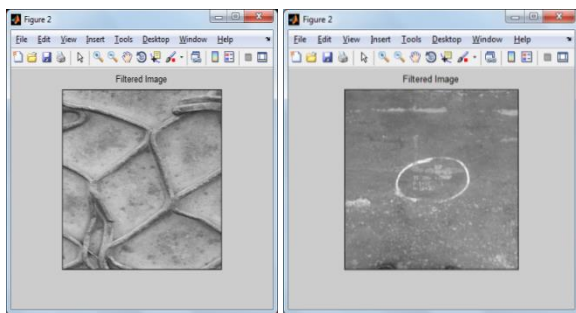 Figure 2
File Edit View Insert Tools Desktop Window Help
Filtered Image
Figure 2
File Edit View Insert Tools Desktop Window Help
Filtered Image